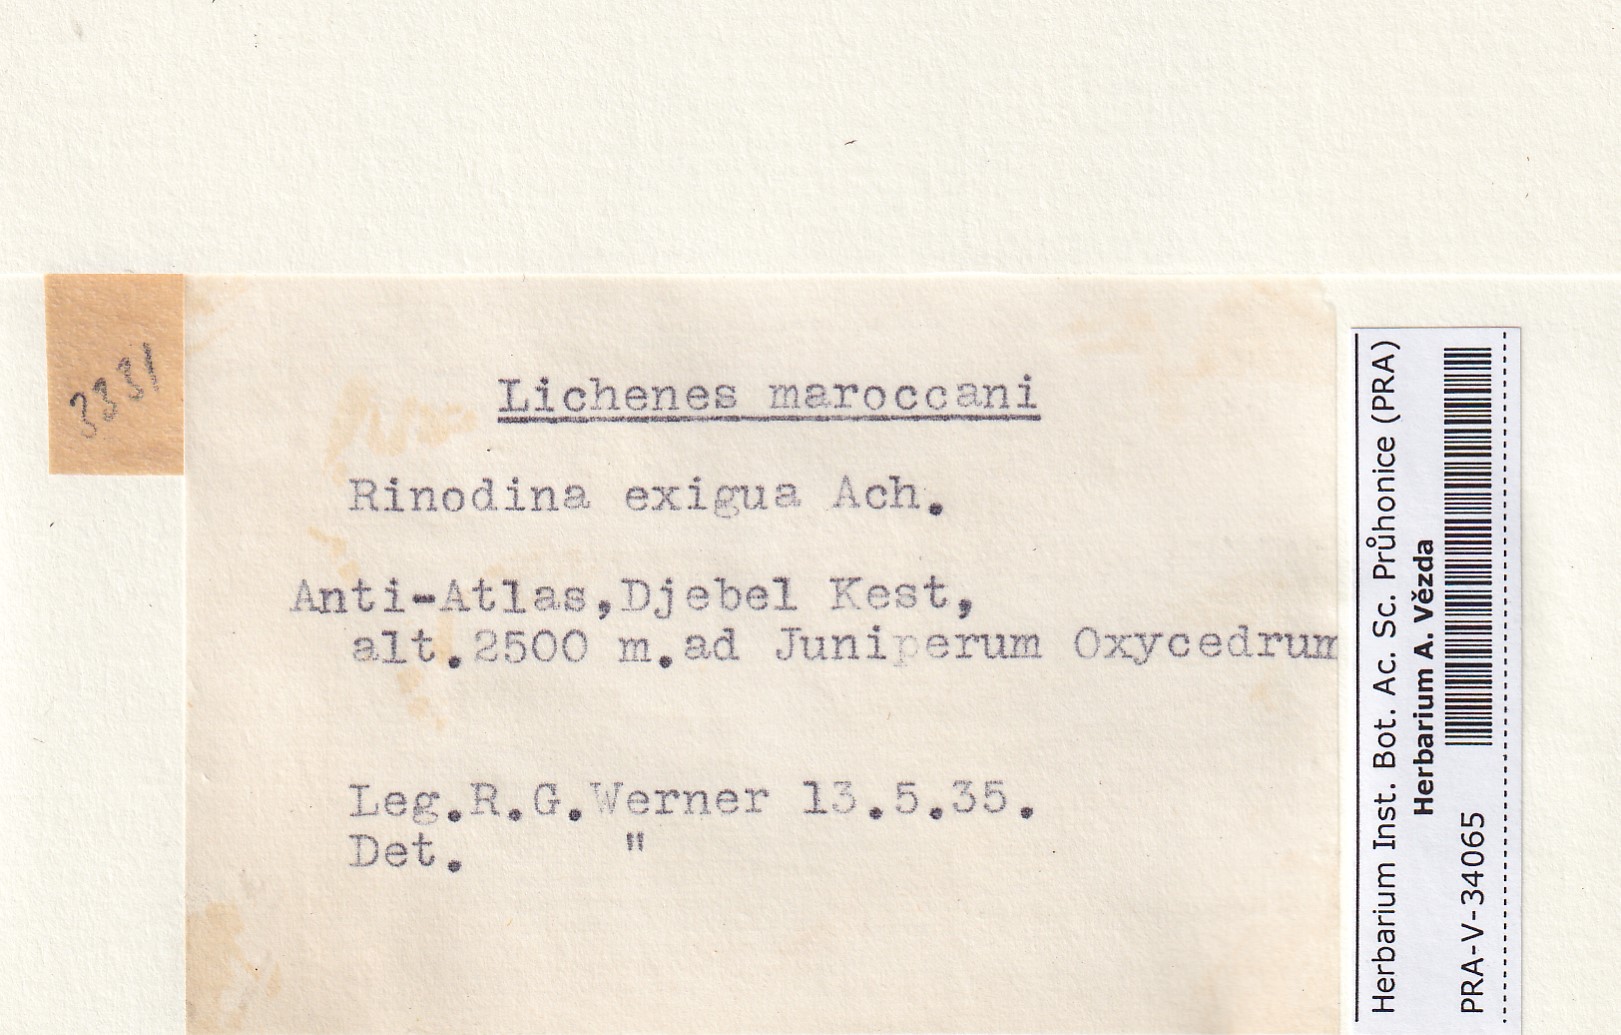 3331
Lichenes maroccani
Rinodina exigua Ach.
Anti-Atlas,Djebel Kest,
alt.2500 m.ad Juniperum Oxycedrum
Leg.R.G.Werner 13.5.35.
Det. "
Herbarium Inst. Bot. Ac. Sc. Průhonice (PRA)
Herbarium A. Vězda
PRA-V-34065